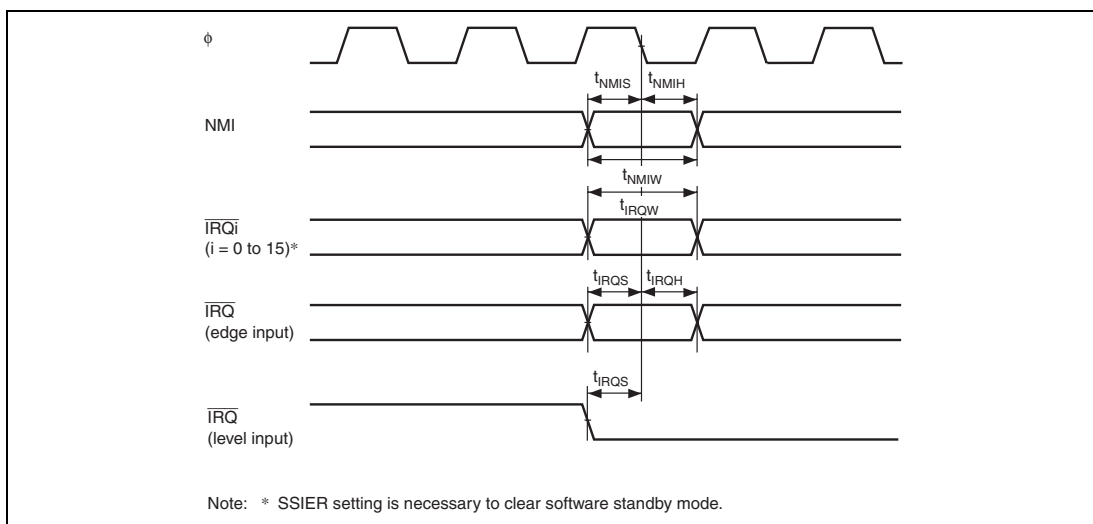 ϕ
tNMIS tNMIH
NMI
tNMIW
tIRQW
IRQi
(i = 0 to 15)*
tIRQS tIRQH
IRQ
(edge input)
tIRQS
IRQ
(level input)
Note: * SSIER setting is necessary to clear software standby mode.